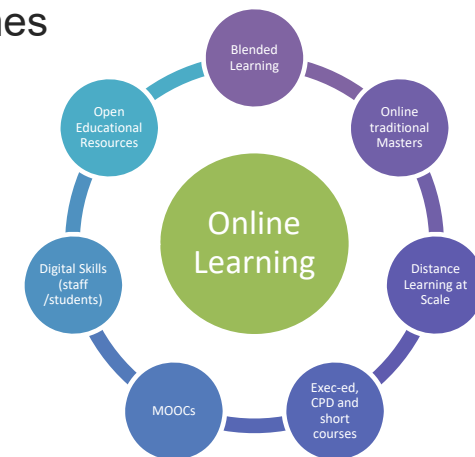 Blended
Learning
Online
traditional
Masters
Distance
Learning at
Scale
Exec-ed,
CPD and
short
courses
MOOCs
Digital Skills
(staff
/students)
Open
Educational
Resources
Online
Learning